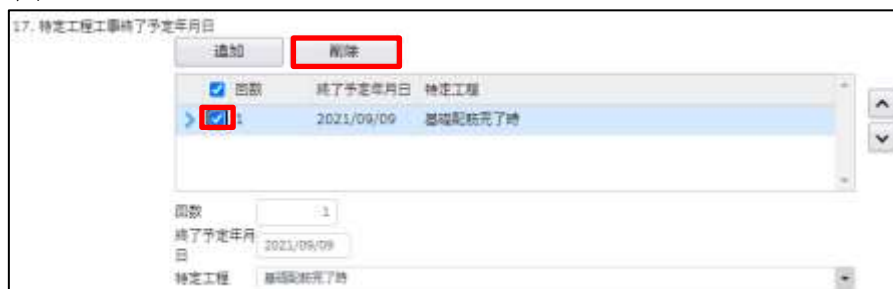 17. 特定工程工事終了予定年月日
追加 削除
回数 終了予定年月日 特定工程
1 2021/09/09 基礎配筋完了時
回数 1
終了予定年月日 2021/09/09
特定工程 基礎配筋完了時